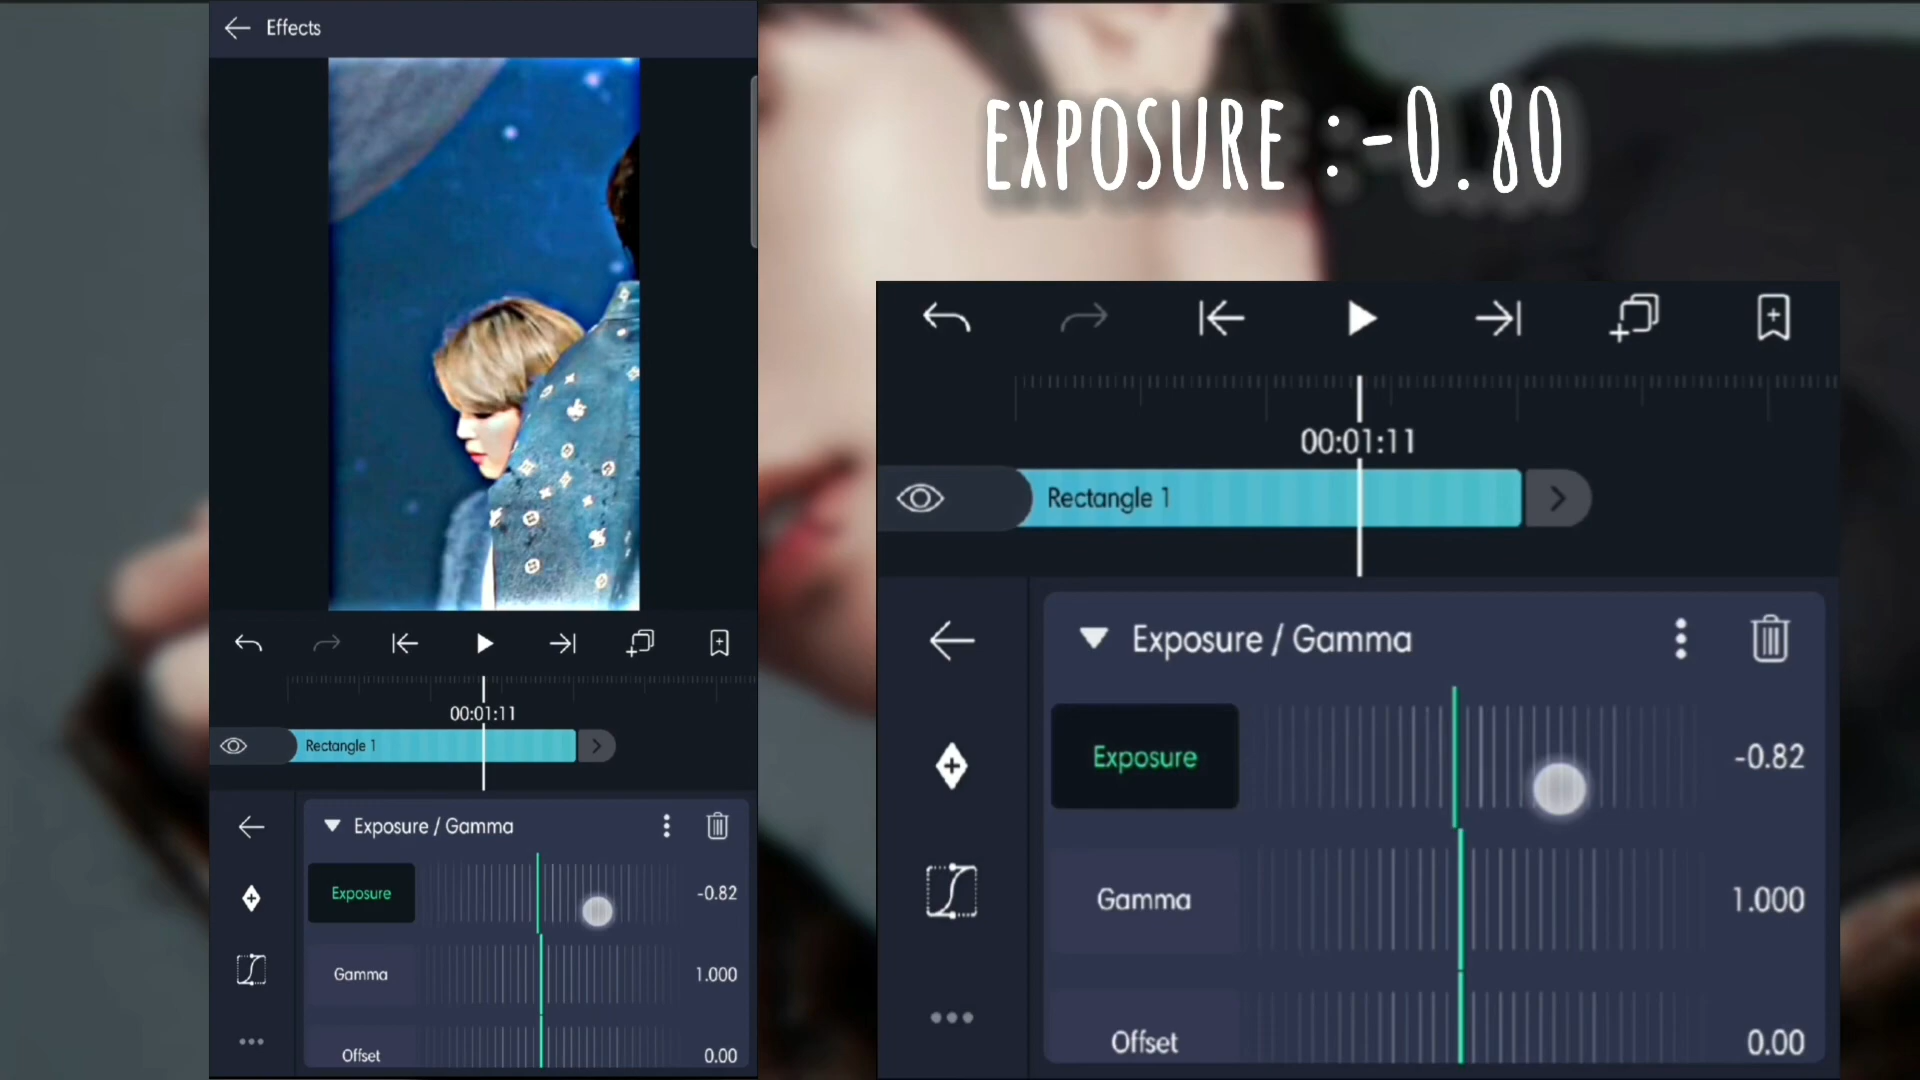 Effects
00:01:11
Rectangle 1
Exposure / Gamma
Exposure
-0.82
Gamma
1.000
Offset
0.00
EXPOSURE :-0.80
00:01:11
Rectangle 1
Exposure / Gamma
Exposure
-0.82
Gamma
1.000
Offset
0.00